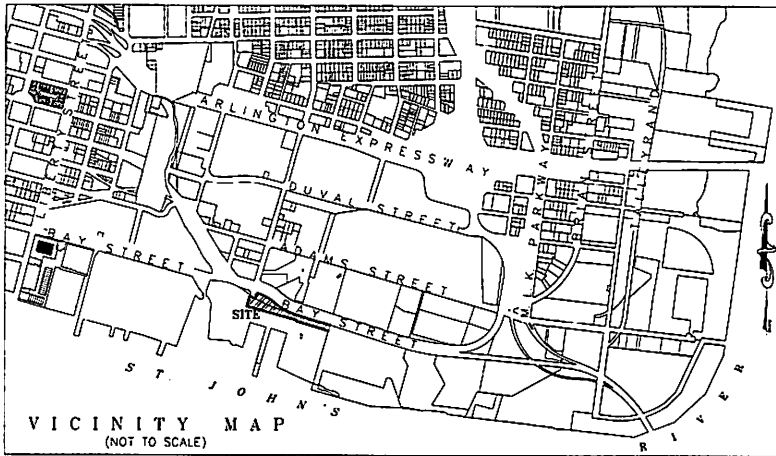 ARLINGTON EXPRESSWAY
DUVAL STREET
ADAMS STREET
BAY STREET
BAY STREET
SITE
ST. JOHN'S
RIVER
VICINITY MAP
(NOT TO SCALE)